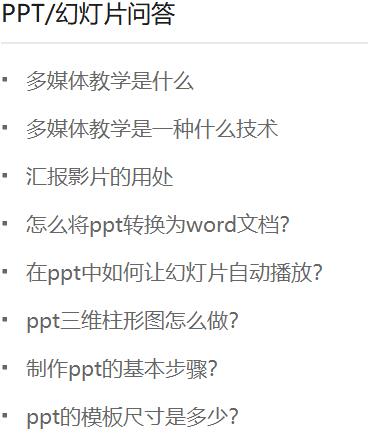 PPT/幻灯片问答
多媒体教学是什么
多媒体教学是一种什么技术
汇报影片的用处
怎么将ppt转换为word文档?
在ppt中如何让幻灯片自动播放?
ppt三维柱形图怎么做?
制作ppt的基本步骤?
ppt的模板尺寸是多少?